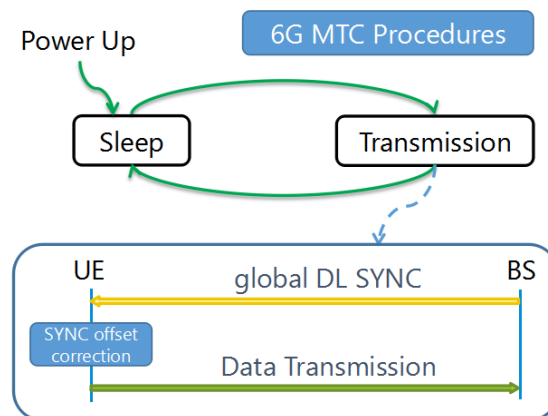 Power Up
6G MTC Procedures
Sleep
Transmission
UE
global DL SYNC
BS
SYNC offset
correction
Data Transmission